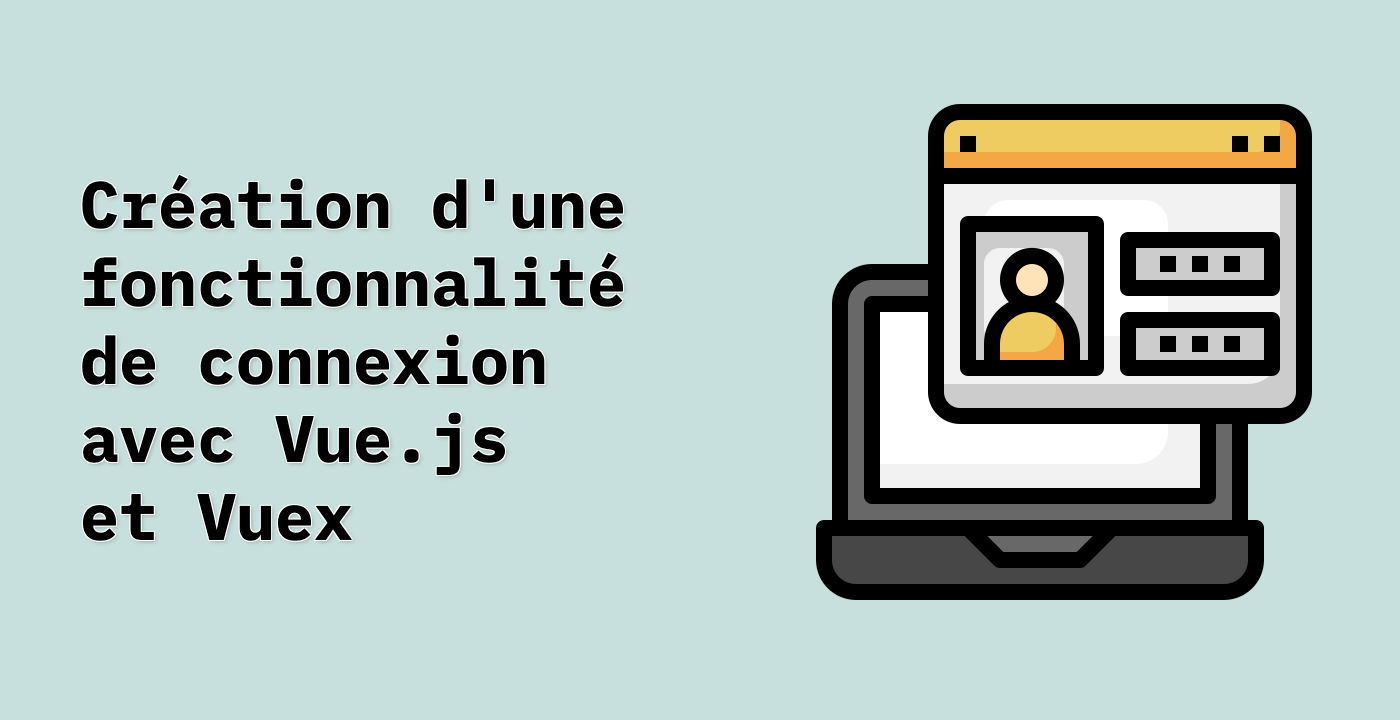 Création d'une
fonctionnalité
de connexion
avec Vue.js
et Vuex